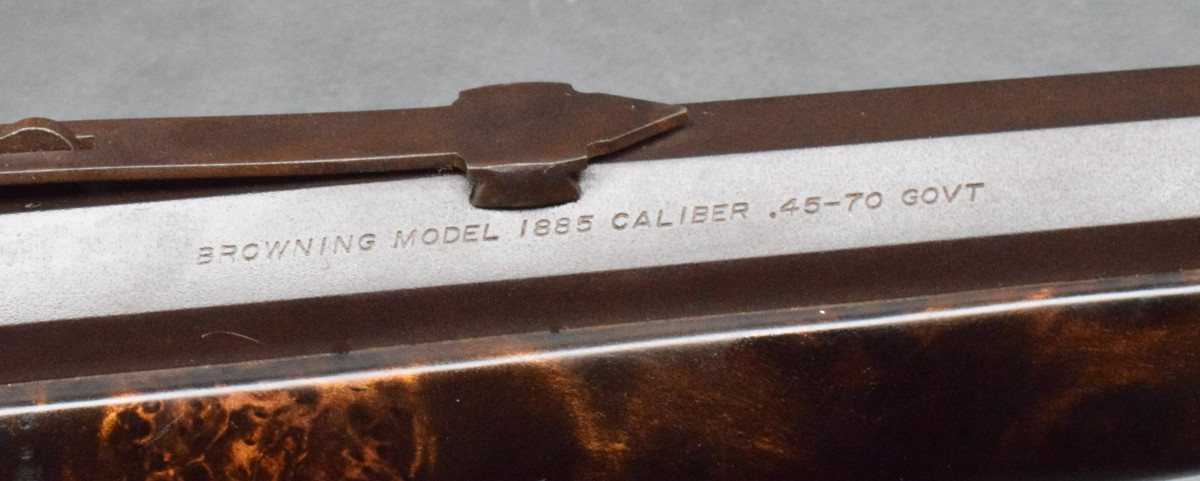 BROWNING MODEL 1885 CALIBER .45-70 GOVT